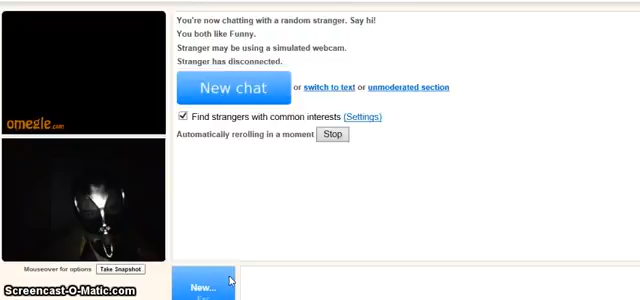 You're now chatting with a random stranger. Say hi!
You both like Funny.
Stranger may be using a simulated webcam.
Stranger has disconnected.
New chat or switch to text or unmoderated section
Find strangers with common interests (Settings)
Automatically rerolling in a moment Stop
omegle.com
Mouseover for options Take Snapshot
Screencast-O-Matic.com
New...
Esc